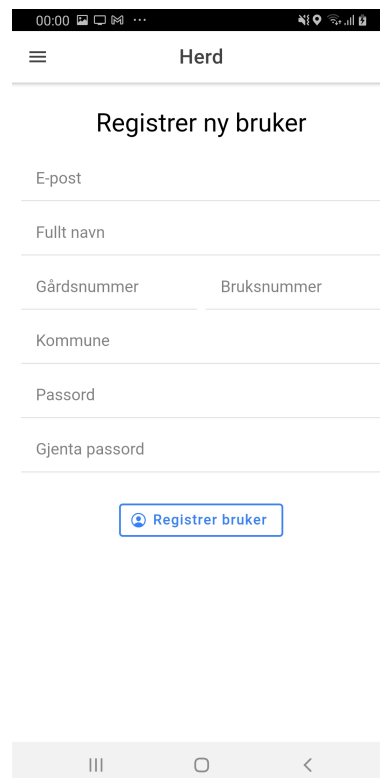 00:00
Herd
Registrer ny bruker
E-post
Fullt navn
Gårdsnummer Bruksnummer
Kommune
Passord
Gjenta passord
Registrer bruker